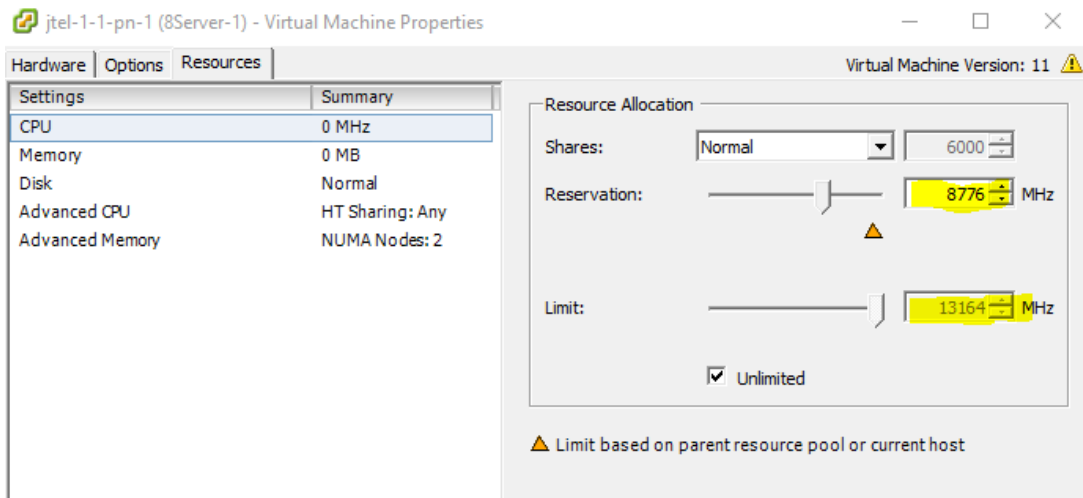 jtel-1-1-pn-1 (8Server-1) - Virtual Machine Properties
Hardware Options Resources Virtual Machine Version: 11
Settings Summary
CPU 0 MHz
Memory 0 MB
Disk Normal
Advanced CPU HT Sharing: Any
Advanced Memory NUMA Nodes: 2
Resource Allocation
Shares: Normal 6000
Reservation: 8776 MHz
Limit: 13164 MHz
Unlimited
Limit based on parent resource pool or current host